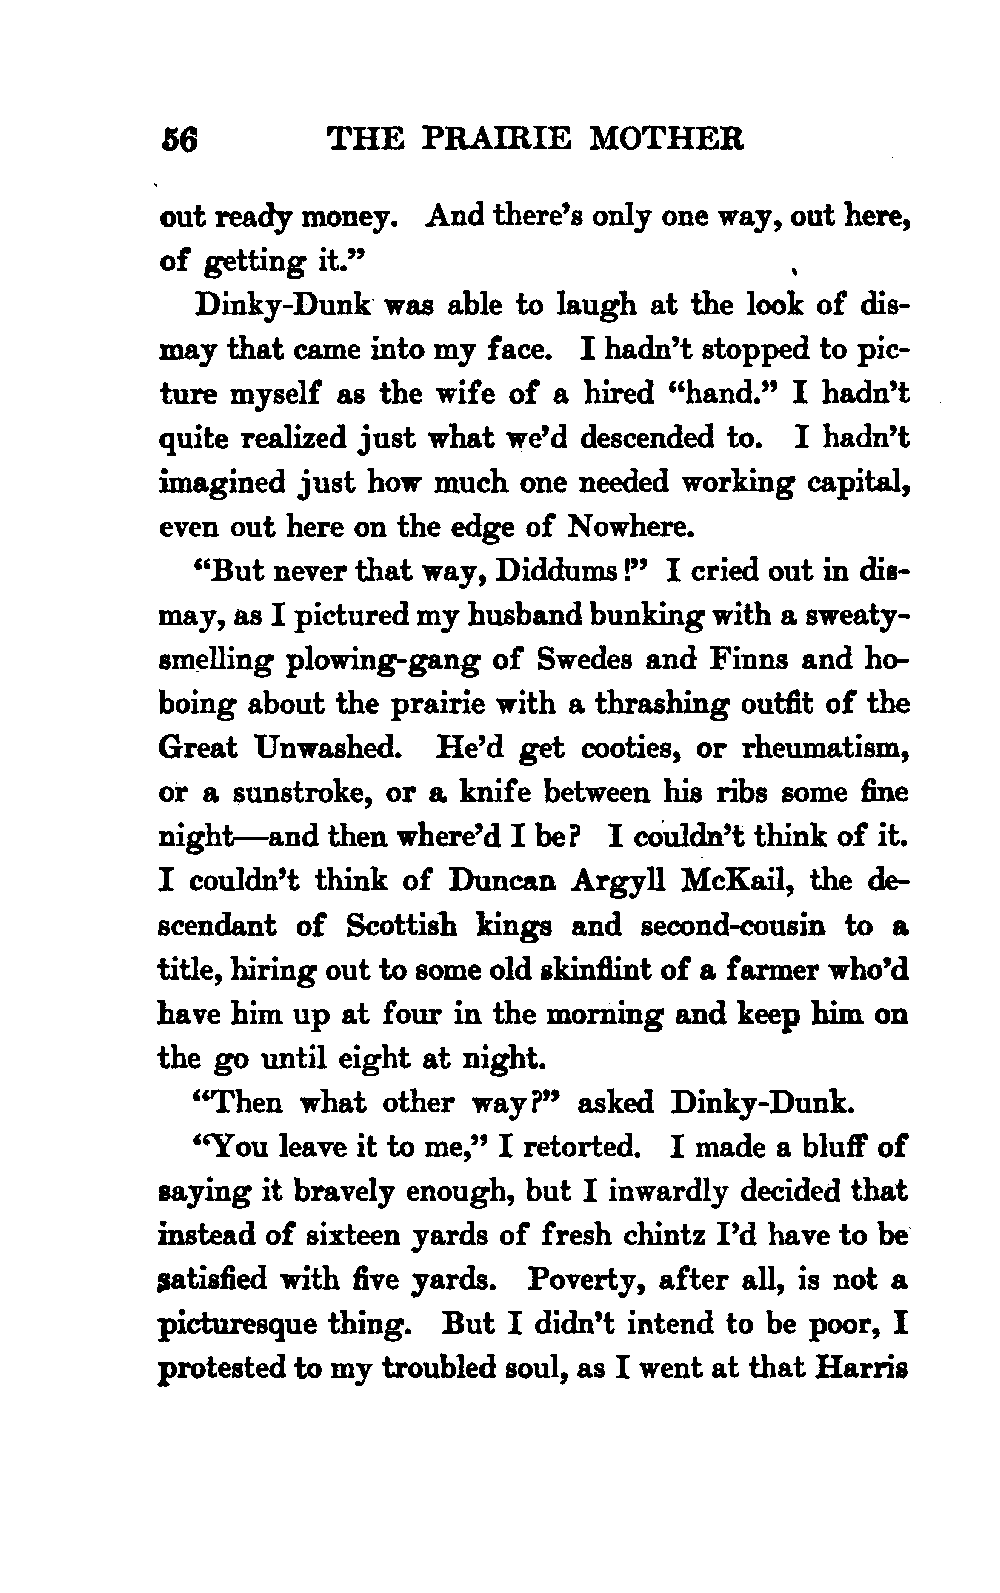 56 THE PRAIRIE MOTHER
out ready money. And there's only one way, out here,
of getting it."
Dinky-Dunk was able to laugh at the look of dis-
may that came into my face. I hadn't stopped to pic-
ture myself as the wife of a hired "hand." I hadn't
quite realized just what we'd descended to. I hadn't
imagined just how much one needed working capital,
even out here on the edge of Nowhere.
"But never that way, Diddums!" I cried out in dis-
may, as I pictured my husband bunking with a sweaty-
smelling plowing-gang of Swedes and Finns and ho-
boing about the prairie with a thrashing outfit of the
Great Unwashed. He'd get cooties, or rheumatism,
or a sunstroke, or a knife between his ribs some fine
night—and then where'd I be? I couldn't think of it.
I couldn't think of Duncan Argyll McKail, the de-
scendant of Scottish kings and second-cousin to a
title, hiring out to some old skinflint of a farmer who'd
have him up at four in the morning and keep him on
the go until eight at night.
"Then what other way?" asked Dinky-Dunk.
"You leave it to me," I retorted. I made a bluff of
saying it bravely enough, but I inwardly decided that
instead of sixteen yards of fresh chintz I'd have to be
satisfied with five yards. Poverty, after all, is not a
picturesque thing. But I didn't intend to be poor, I
protested to my troubled soul, as I went at that Harris